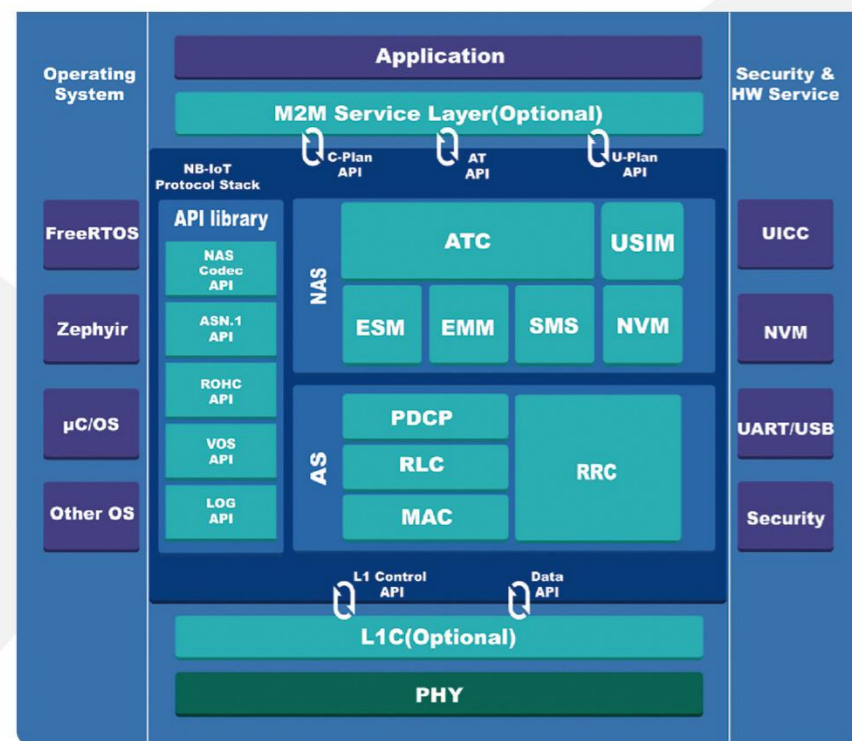 Operating
System
FreeRTOS
Zephyir
µC/OS
Other OS
Application
M2M Service Layer(Optional)
C-Plan
API
AT
API
U-Plan
API
NB-IoT
Protocol Stack
API library
NAS
Codec
API
ASN.1
API
ROHC
API
VOS
API
LOG
API
NAS
ATC
USIM
ESM
EMM
SMS
NVM
AS
PDCP
RLC
MAC
RRC
L1 Control
API
Data
API
L1C(Optional)
PHY
Security &
HW Service
UICC
NVM
UART/USB
Security